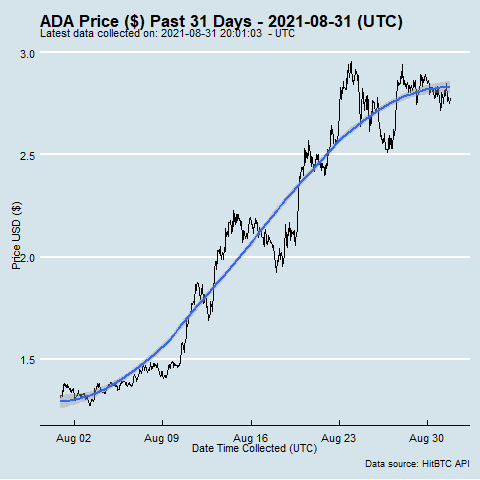 ADA Price ($) Past 31 Days - 2021-08-31 (UTC)
Latest data collected on: 2021-08-31 20:01:03  - UTC
3.0
2.5
2.0
1.5
Price USD ($)
Aug 02 Aug 09 Aug 16 Aug 23 Aug 30
Date Time Collected (UTC)
Data source: HitBTC API